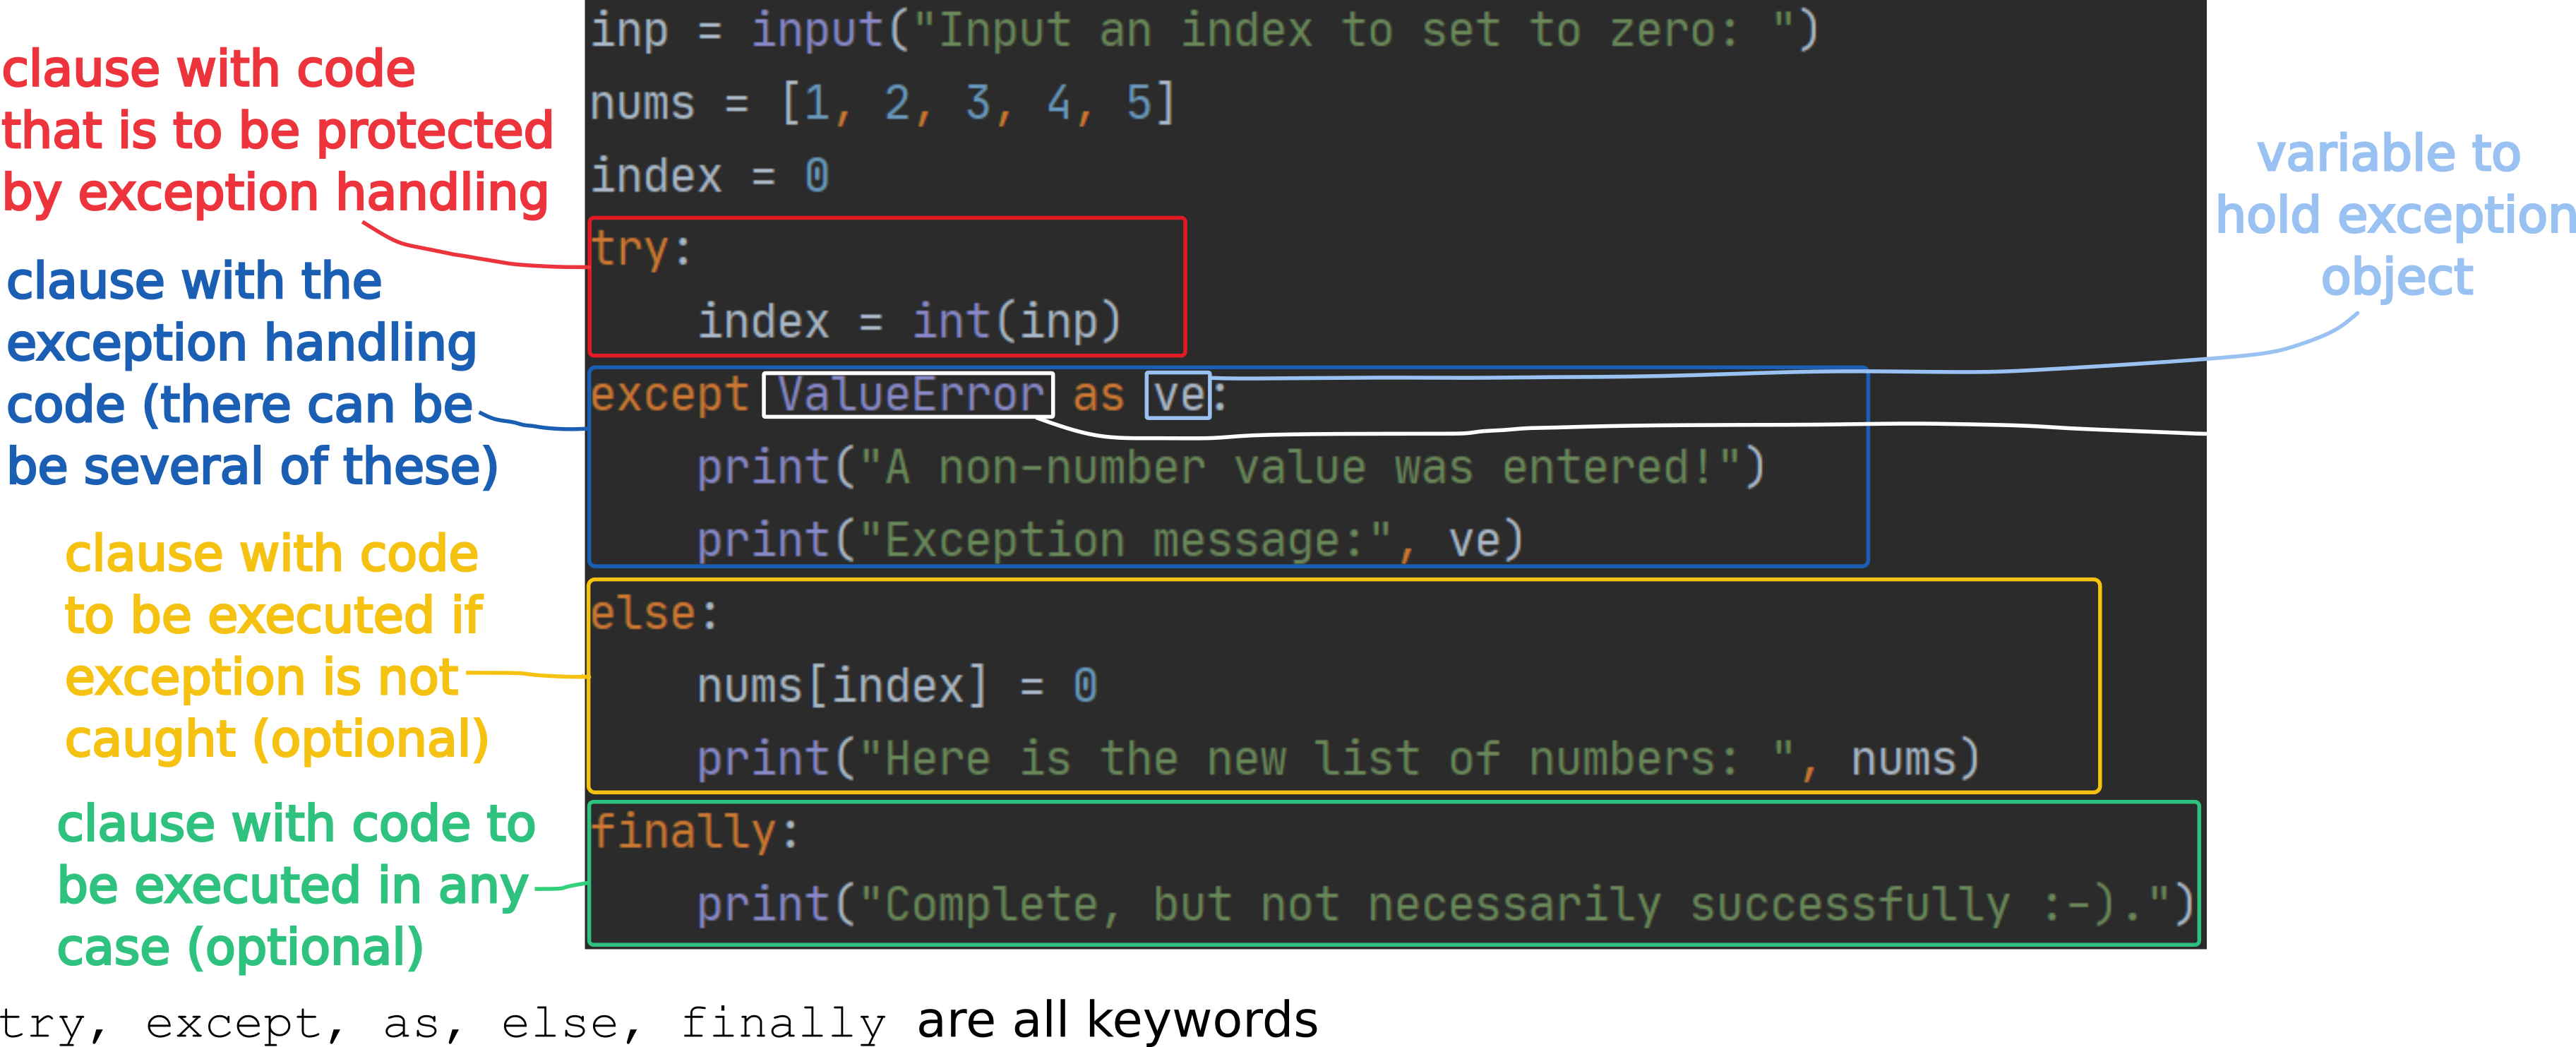 clause with code
that is to be protected
by exception handling
clause with the
exception handling
code (there can be
be several of these)
clause with code
to be executed if
exception is not
caught (optional)
clause with code to
be executed in any
case (optional)
inp = input("Input an index to set to zero: ")
nums = [1, 2, 3, 4, 5]
index = 0
try:
    index = int(inp)
except ValueError as ve:
    print("A non-number value was entered!")
    print("Exception message:", ve)
else:
    nums[index] = 0
    print("Here is the new list of numbers: ", nums)
finally:
    print("Complete, but not necessarily successfully :-).")
variable to
hold exception
object
try, except, as, else, finally are all keywords